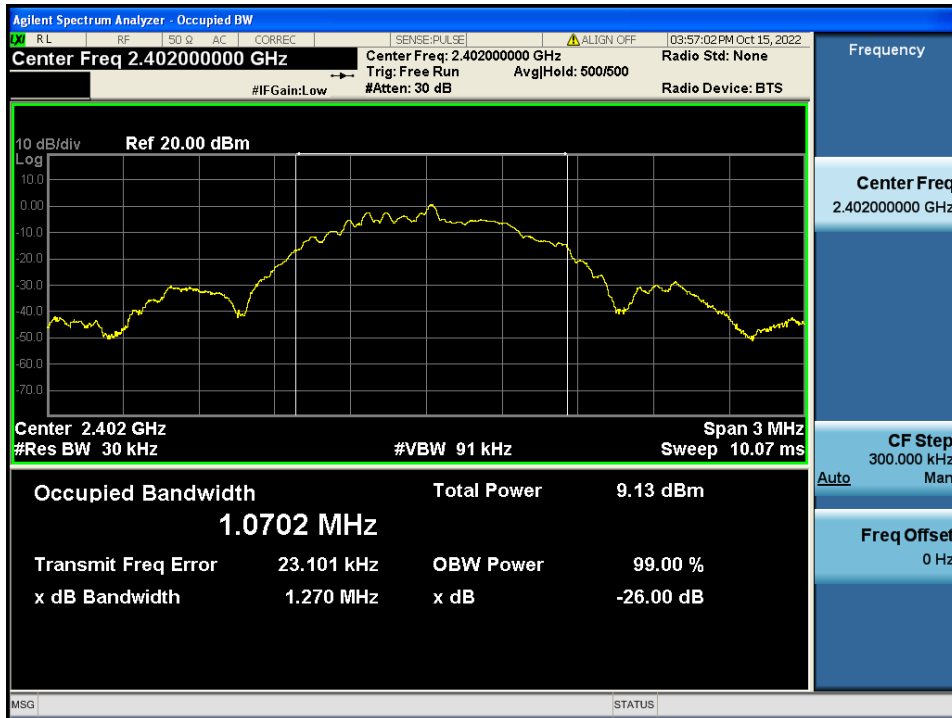 Agilent Spectrum Analyzer - Occupied BW
LXI RL RF 50 Ω AC CORREC SENSE:PULSE ALIGN OFF 03:57:02 PM Oct 15, 2022
Center Freq 2.402000000 GHz
Center Freq: 2.402000000 GHz
Radio Std: None
Trig: Free Run Avg|Hold: 500/500
#IFGain:Low
#Atten: 30 dB
Radio Device: BTS
10 dB/div Ref 20.00 dBm
Log
10.0
0.00
-10.0
-20.0
-30.0
-40.0
-50.0
-60.0
-70.0
Center 2.402 GHz
Span 3 MHz
#Res BW 30 kHz
#VBW 91 kHz
Sweep 10.07 ms
Occupied Bandwidth
Total Power 9.13 dBm
1.0702 MHz
Transmit Freq Error 23.101 kHz
OBW Power 99.00 %
x dB Bandwidth 1.270 MHz
x dB -26.00 dB
MSG
STATUS
Frequency
Center Freq
2.402000000 GHz
CF Step
300.000 kHz
Auto Man
Freq Offset
0 Hz